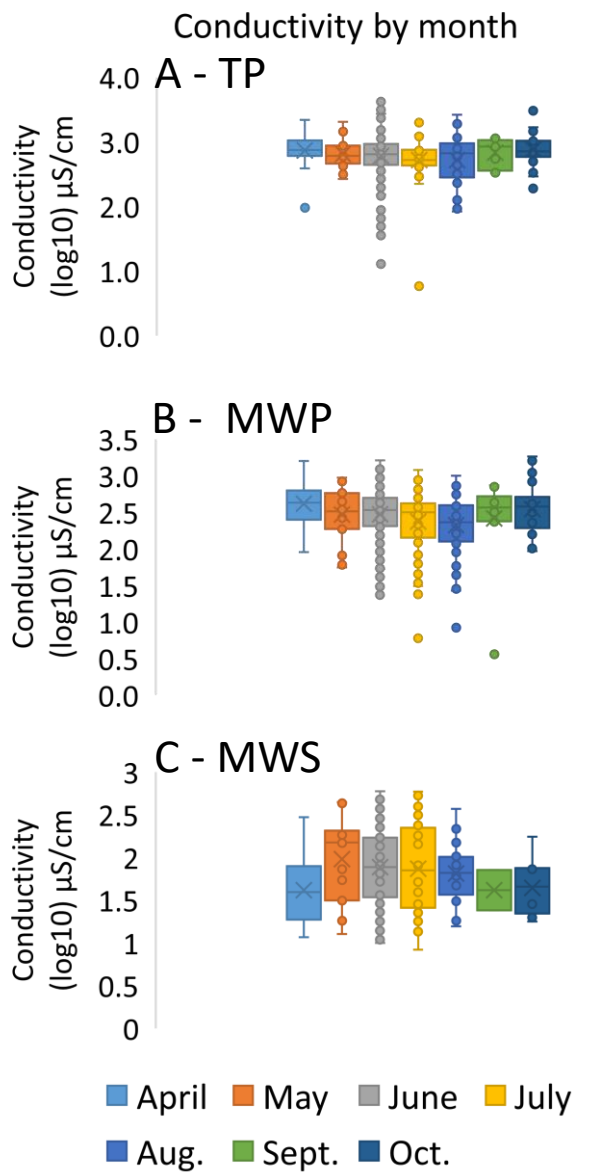 Conductivity by month
A - TP
Conductivity
(log10) µS/cm
4.0
3.0
2.0
1.0
0.0
B - MWP
Conductivity
(log10) µS/cm
3.5
3.0
2.5
2.0
1.5
1.0
0.5
0.0
C - MWS
Conductivity
(log10) µS/cm
3
2.5
2
1.5
1
0.5
0
April May June July
Aug. Sept. Oct.